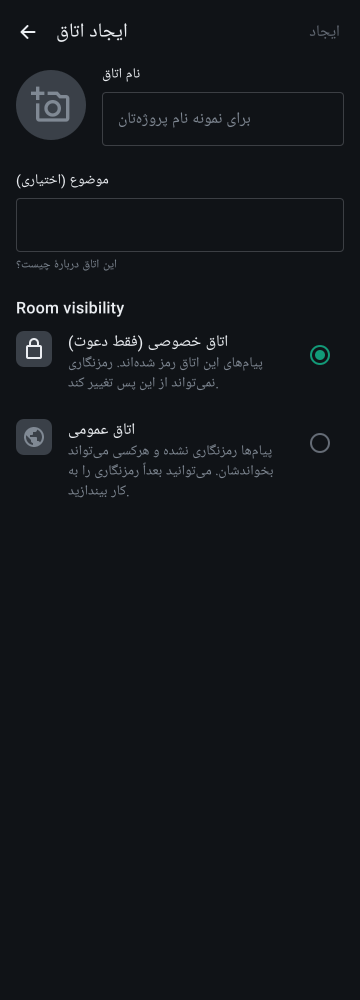 ایجاد اتاق
ایجاد
نام اتاق
برای نمونه نام پروژه‌تان
موضوع (اختیاری)
این اتاق دربارهٔ چیست؟
Room visibility
اتاق خصوصی (فقط دعوت)
پیام‌های این اتاق رمز شده‌اند. رمزنگاری
نمی‌تواند از این پس تغییر کند.
اتاق عمومی
پیام‌ها رمزنگاری نشده و هرکسی می‌تواند
بخواندشان. می‌توانید بعداً رمزنگاری را به
کار بیندازید.